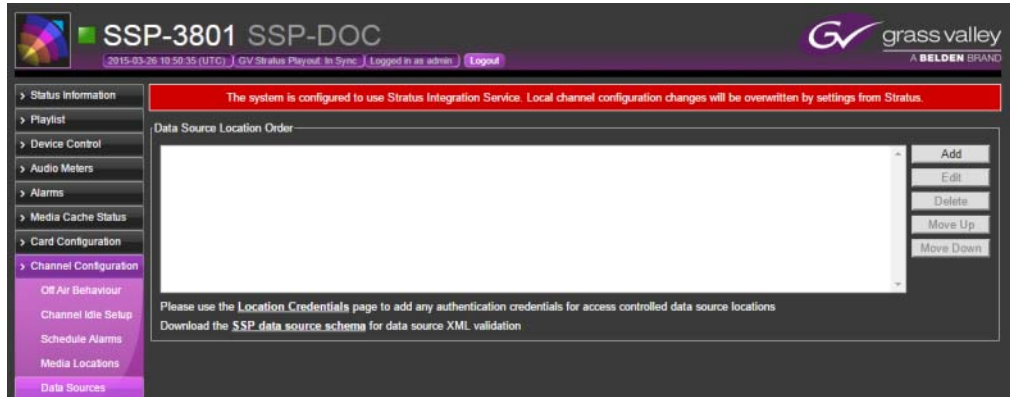 SSP-3801 SSP-DOC
2015-03-26 10:50:35 (UTC) GV Stratus Playout: In Sync Logged in as admin Logout
GV grass valley
A BELDEN BRAND
Status Information
Playlist
Device Control
Audio Meters
Alarms
Media Cache Status
Card Configuration
Channel Configuration
Off Air Behaviour
Channel Idle Setup
Schedule Alarms
Media Locations
Data Sources
The system is configured to use Stratus Integration Service. Local channel configuration changes will be overwritten by settings from Stratus.
Data Source Location Order
Add
Edit
Delete
Move Up
Move Down
Please use the Location Credentials page to add any authentication credentials for access controlled data source locations
Download the SSP data source schema for data source XML validation